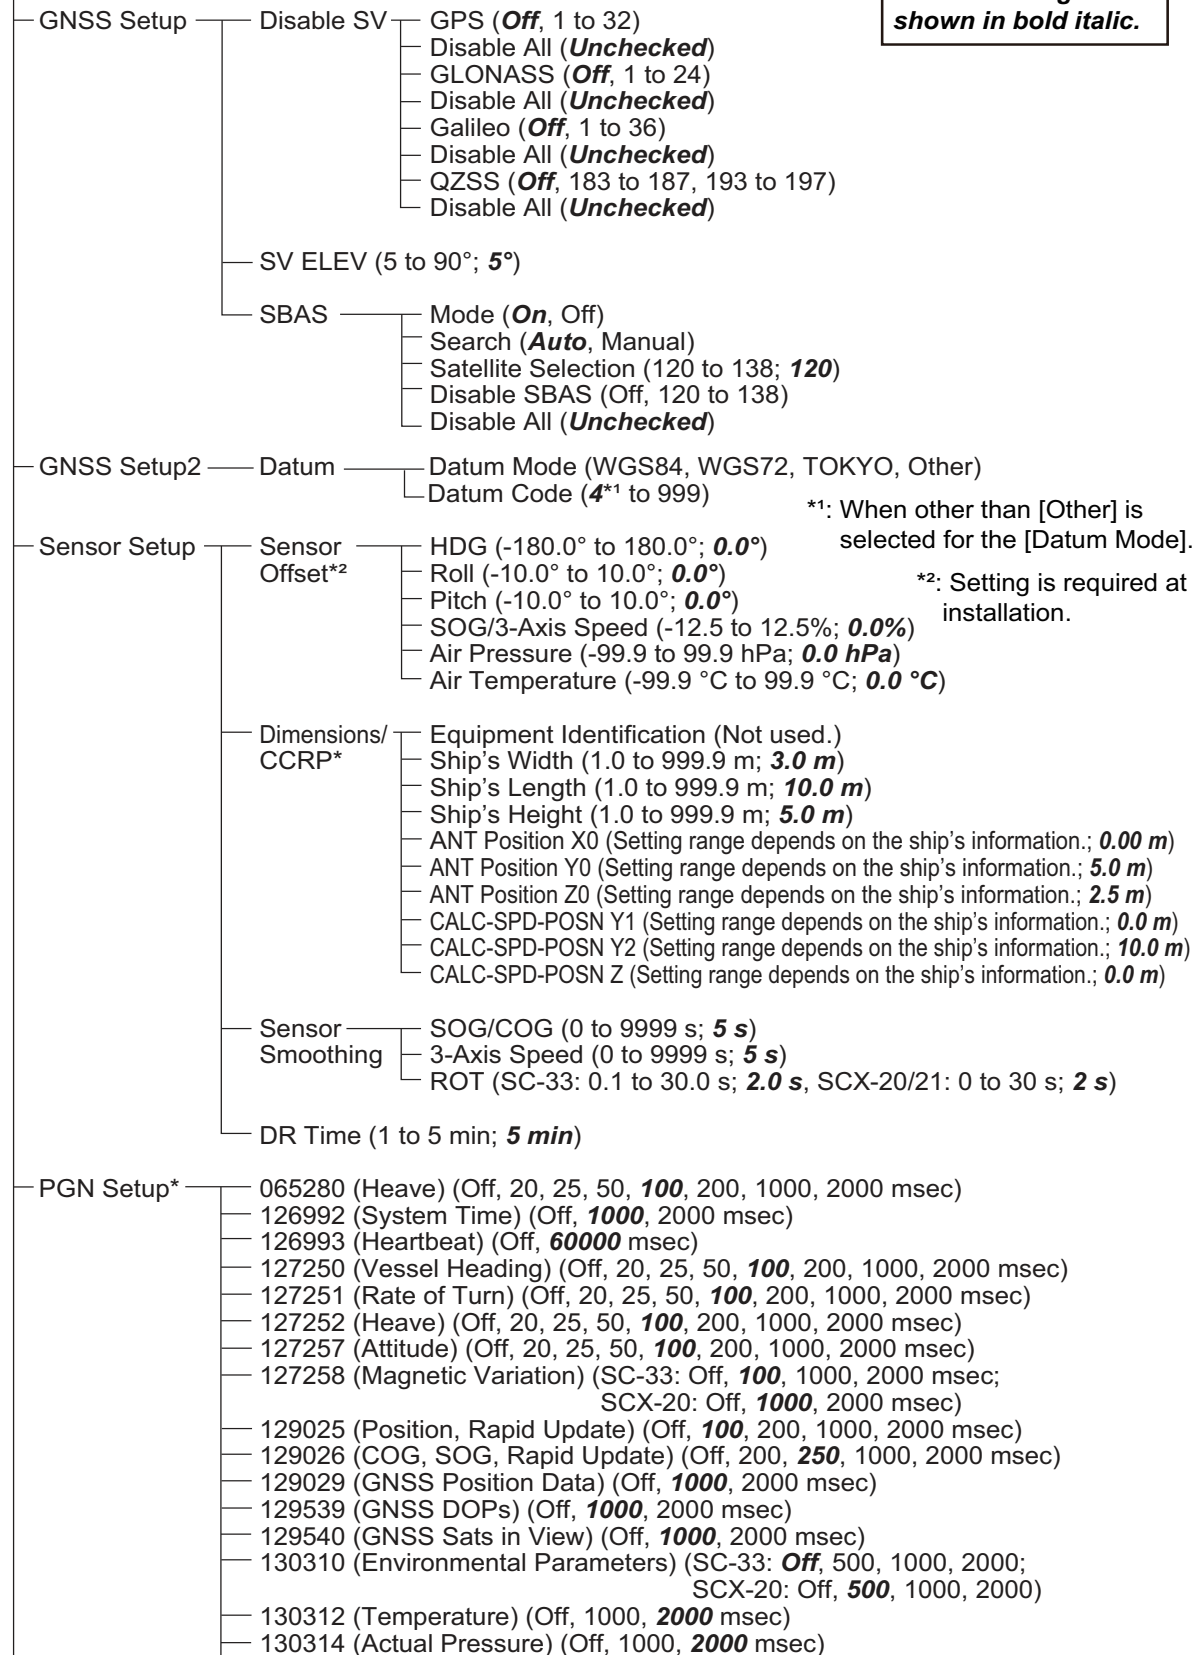 shown in bold italic.
GNSS Setup
Disable SV
GPS (Off, 1 to 32)
Disable All (Unchecked)
GLONASS (Off, 1 to 24)
Disable All (Unchecked)
Galileo (Off, 1 to 36)
Disable All (Unchecked)
QZSS (Off, 183 to 187, 193 to 197)
Disable All (Unchecked)
SV ELEV (5 to 90°; 5°)
SBAS
Mode (On, Off)
Search (Auto, Manual)
Satellite Selection (120 to 138; 120)
Disable SBAS (Off, 120 to 138)
Disable All (Unchecked)
GNSS Setup2
Datum
Datum Mode (WGS84, WGS72, TOKYO, Other)
Datum Code (4*¹ to 999)
*¹: When other than [Other] is
selected for the [Datum Mode].
*²: Setting is required at
installation.
Sensor Setup
Sensor
Offset*²
HDG (-180.0° to 180.0°; 0.0°)
Roll (-10.0° to 10.0°; 0.0°)
Pitch (-10.0° to 10.0°; 0.0°)
SOG/3-Axis Speed (-12.5 to 12.5%; 0.0%)
Air Pressure (-99.9 to 99.9 hPa; 0.0 hPa)
Air Temperature (-99.9 °C to 99.9 °C; 0.0 °C)
Dimensions/
CCRP*
Equipment Identification (Not used.)
Ship's Width (1.0 to 999.9 m; 3.0 m)
Ship's Length (1.0 to 999.9 m; 10.0 m)
Ship's Height (1.0 to 999.9 m; 5.0 m)
ANT Position X0 (Setting range depends on the ship's information.; 0.00 m)
ANT Position Y0 (Setting range depends on the ship's information.; 5.0 m)
ANT Position Z0 (Setting range depends on the ship's information.; 2.5 m)
CALC-SPD-POSN Y1 (Setting range depends on the ship's information.; 0.0 m)
CALC-SPD-POSN Y2 (Setting range depends on the ship's information.; 10.0 m)
CALC-SPD-POSN Z (Setting range depends on the ship's information.; 0.0 m)
Sensor
Smoothing
SOG/COG (0 to 9999 s; 5 s)
3-Axis Speed (0 to 9999 s; 5 s)
ROT (SC-33: 0.1 to 30.0 s; 2.0 s, SCX-20/21: 0 to 30 s; 2 s)
DR Time (1 to 5 min; 5 min)
PGN Setup*
065280 (Heave) (Off, 20, 25, 50, 100, 200, 1000, 2000 msec)
126992 (System Time) (Off, 1000, 2000 msec)
126993 (Heartbeat) (Off, 60000 msec)
127250 (Vessel Heading) (Off, 20, 25, 50, 100, 200, 1000, 2000 msec)
127251 (Rate of Turn) (Off, 20, 25, 50, 100, 200, 1000, 2000 msec)
127252 (Heave) (Off, 20, 25, 50, 100, 200, 1000, 2000 msec)
127257 (Attitude) (Off, 20, 25, 50, 100, 200, 1000, 2000 msec)
127258 (Magnetic Variation) (SC-33: Off, 100, 1000, 2000 msec;
SCX-20: Off, 1000, 2000 msec)
129025 (Position, Rapid Update) (Off, 100, 200, 1000, 2000 msec)
129026 (COG, SOG, Rapid Update) (Off, 200, 250, 1000, 2000 msec)
129029 (GNSS Position Data) (Off, 1000, 2000 msec)
129539 (GNSS DOPs) (Off, 1000, 2000 msec)
129540 (GNSS Sats in View) (Off, 1000, 2000 msec)
130310 (Environmental Parameters) (SC-33: Off, 500, 1000, 2000;
SCX-20: Off, 500, 1000, 2000)
130312 (Temperature) (Off, 1000, 2000 msec)
130314 (Actual Pressure) (Off, 1000, 2000 msec)